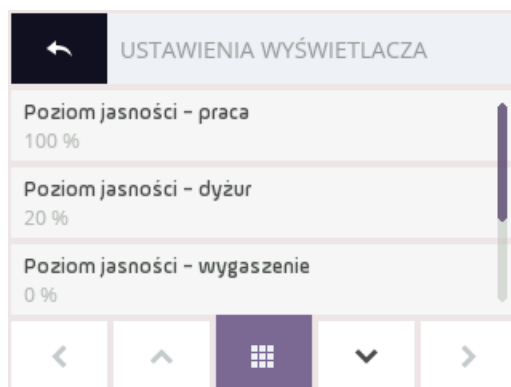 USTAWIENIA WYŚWIETLACZA
Poziom jasności – praca
100 %
Poziom jasności – dyżur
20 %
Poziom jasności – wygaszenie
0 %